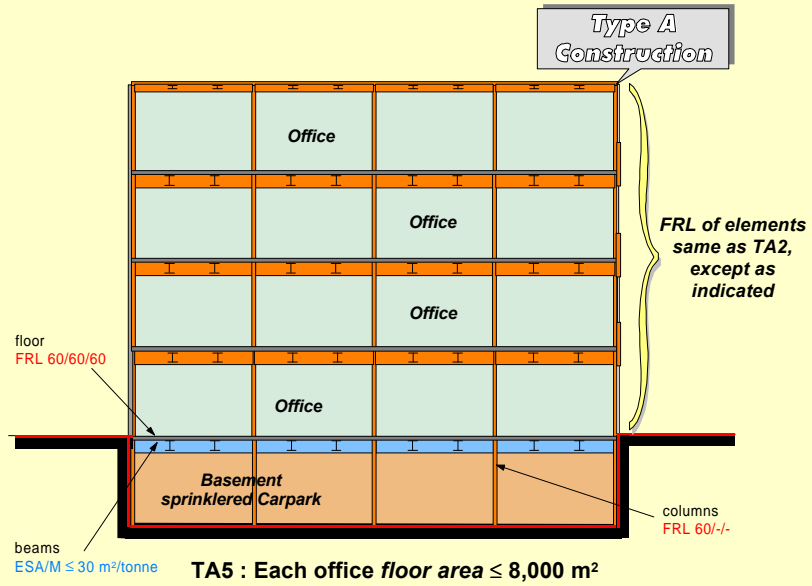 Type A
Construction
Office
Office
FRL of elements
same as TA2,
except as
indicated
Office
floor
FRL 60/60/60
Office
Basement
sprinklered Carpark
columns
FRL 60/-/-
beams
ESA/M ≤ 30 m²/tonne
TA5 : Each office floor area ≤ 8,000 m²